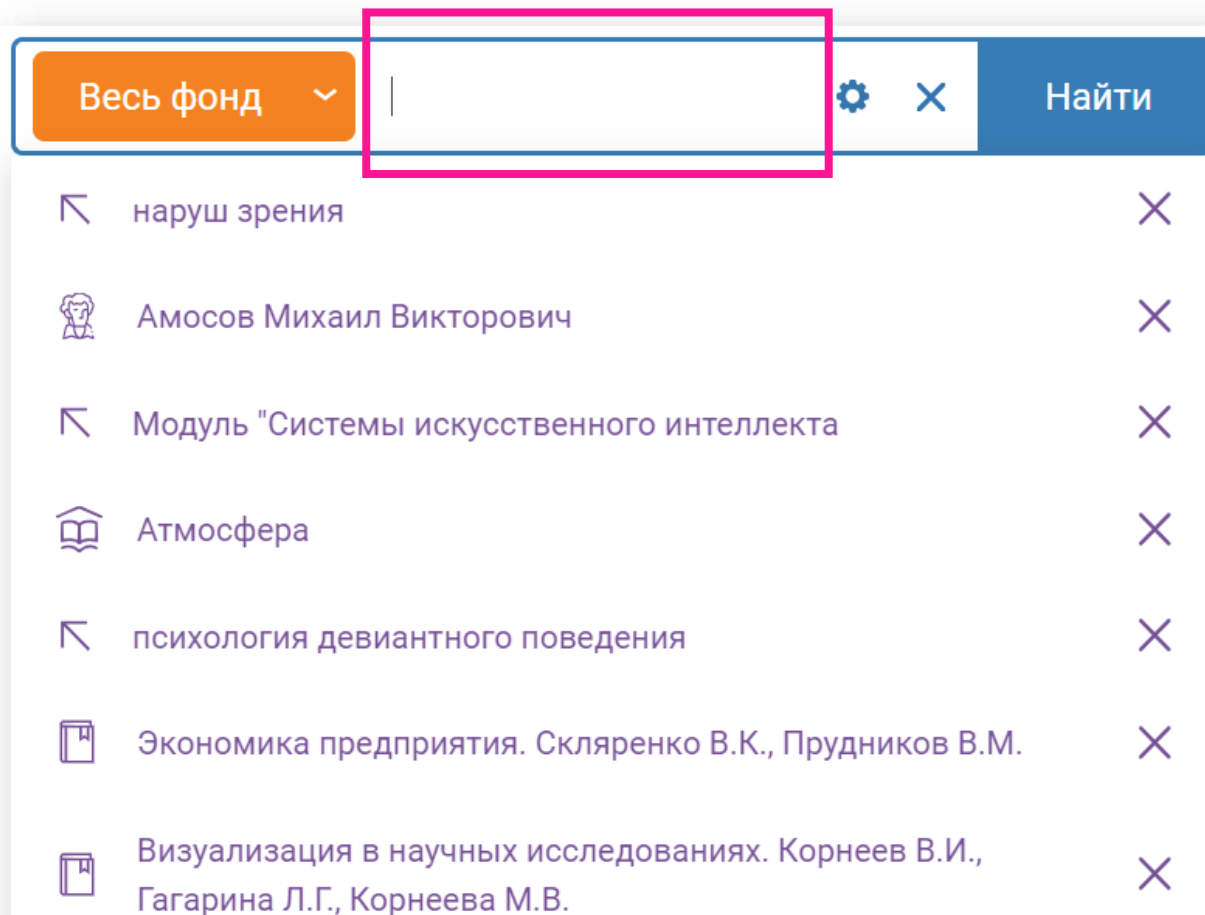 Весь фонд
Найти
наруш зрения
Амосов Михаил Викторович
Модуль "Системы искусственного интеллекта
Атмосфера
психология девиантного поведения
Экономика предприятия. Скляренко В.К., Прудников В.М.
Визуализация в научных исследованиях. Корнеев В.И.,
Гагарина Л.Г., Корнеева М.В.